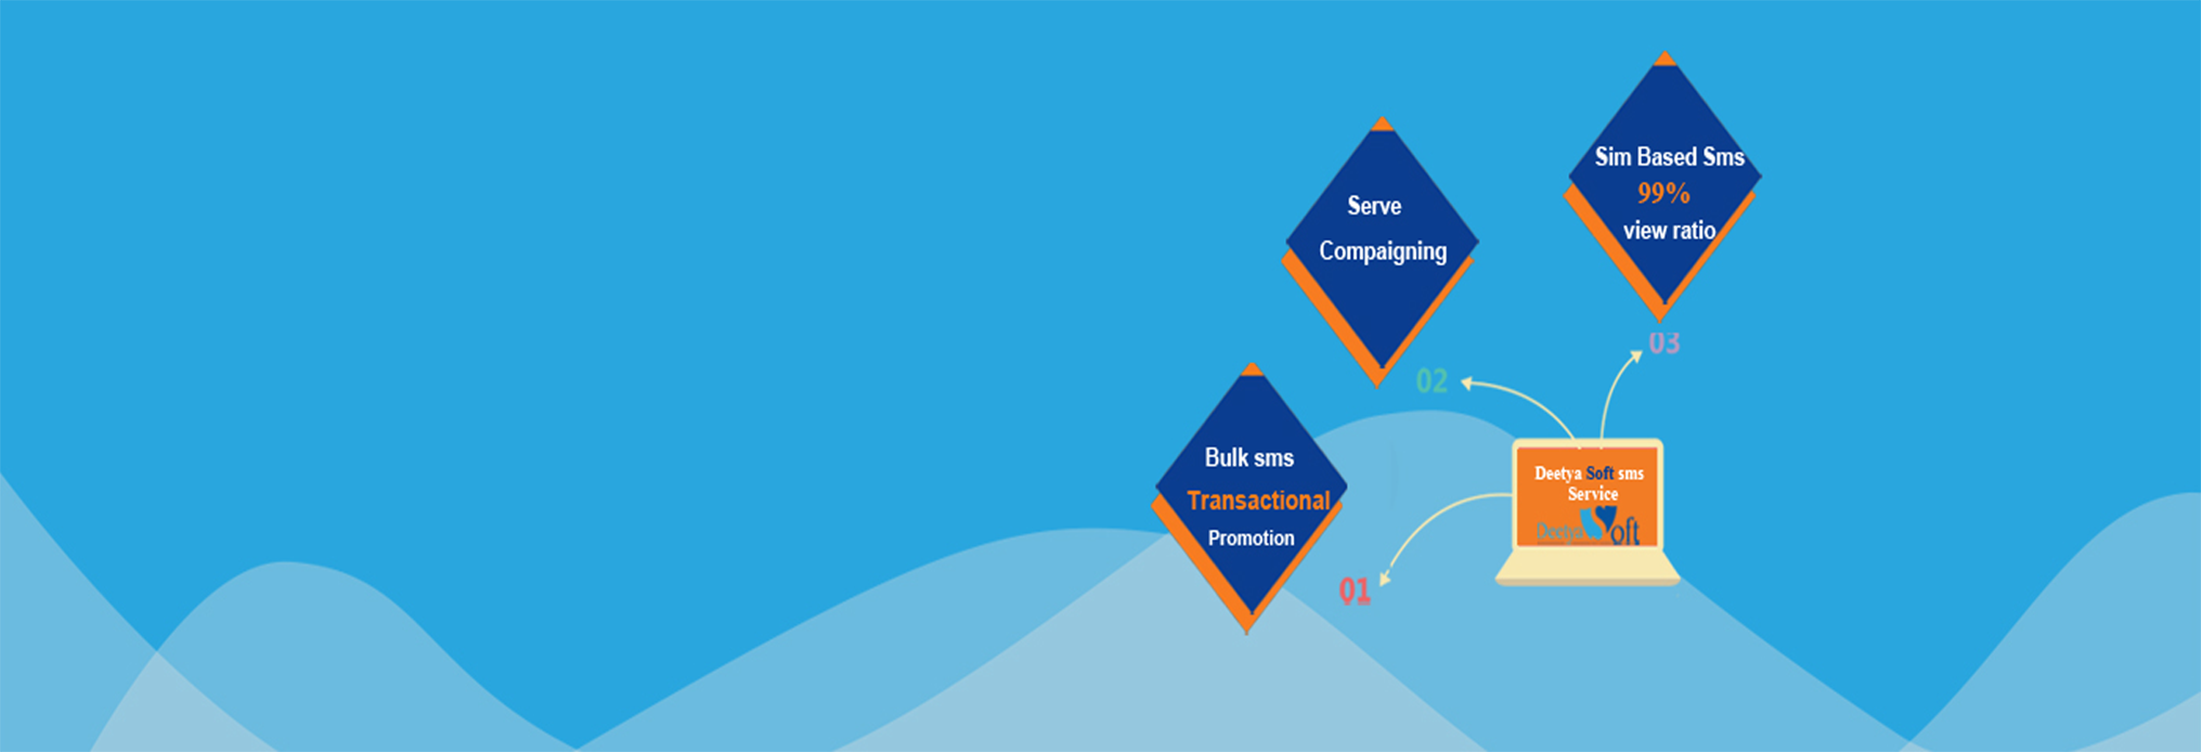 Sim Based Sms
99%
view ratio
03
Serve
Compaigning
02
Bulk sms
Transactional
Promotion
01
Deetya Soft sms
Service
Deetya Soft